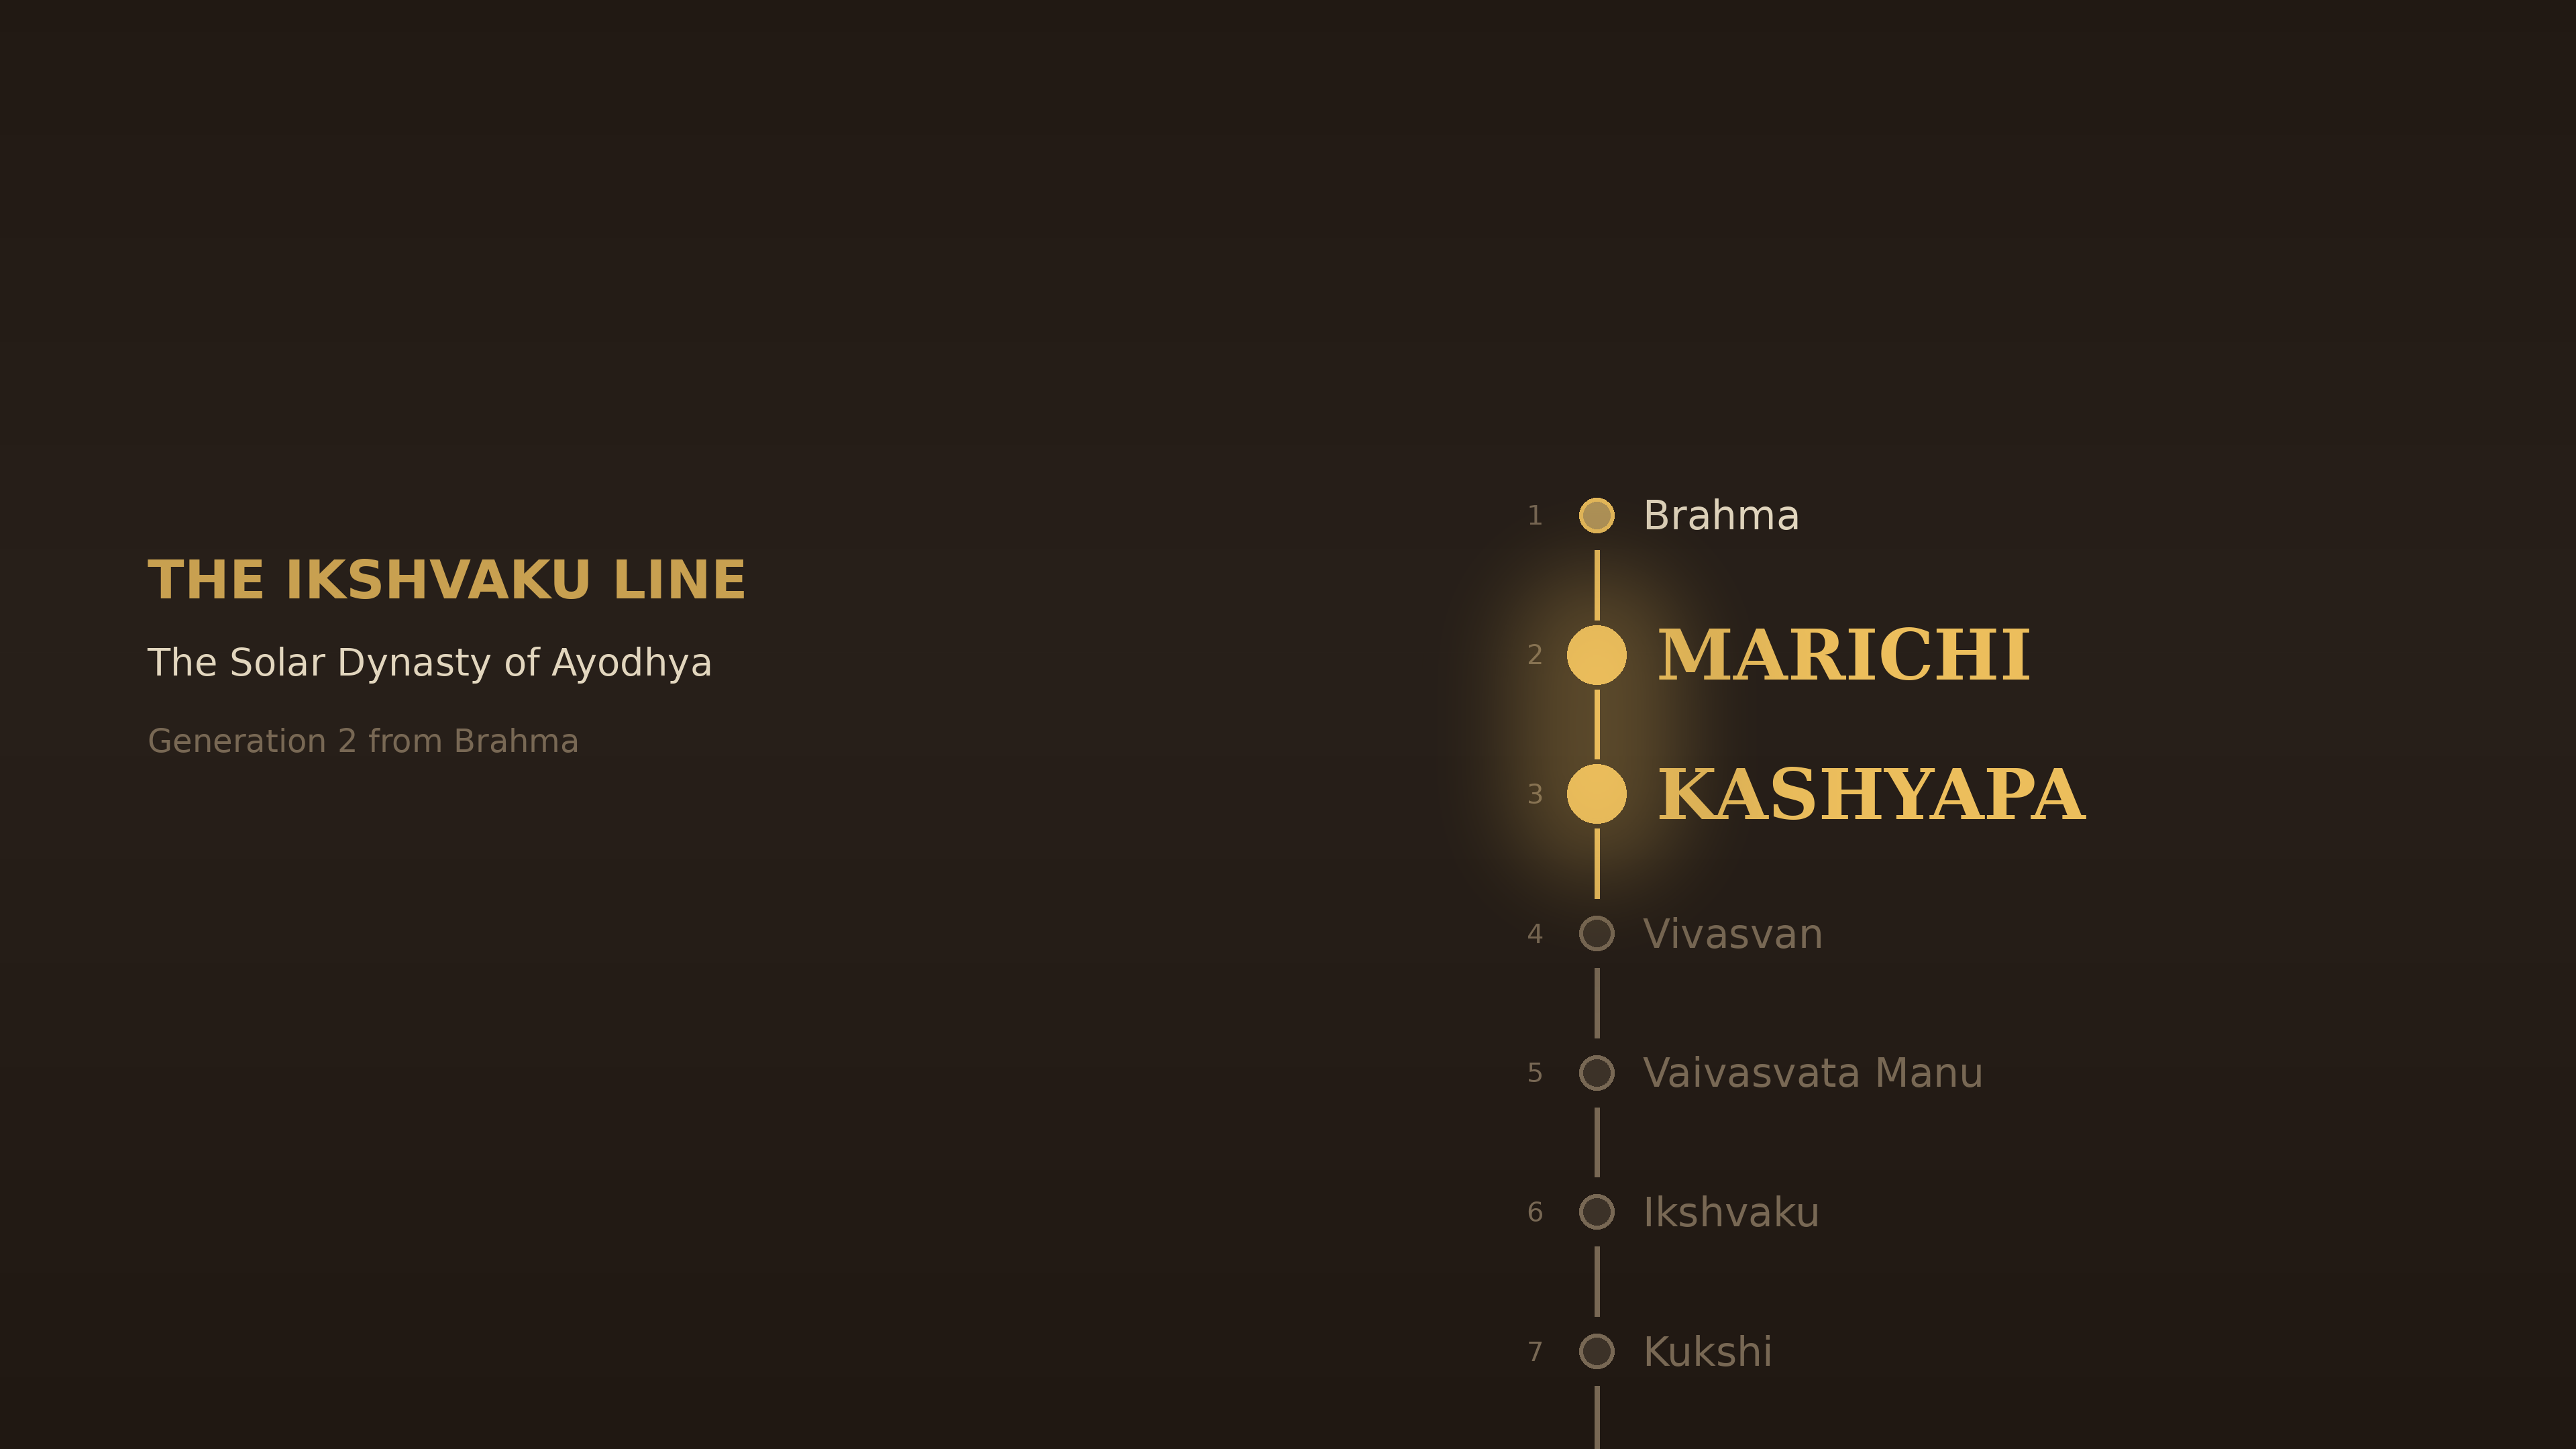 THE IKSHVAKU LINE
The Solar Dynasty of Ayodhya
Generation 2 from Brahma
1 Brahma
2 MARICHI
3 KASHYAPA
4 Vivasvan
5 Vaivasvata Manu
6 Ikshvaku
7 Kukshi